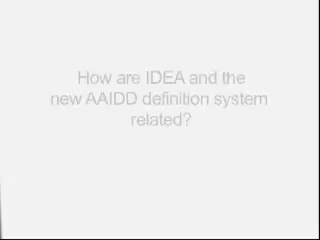 How are IDEA and the
new AAIDD definition system
related?